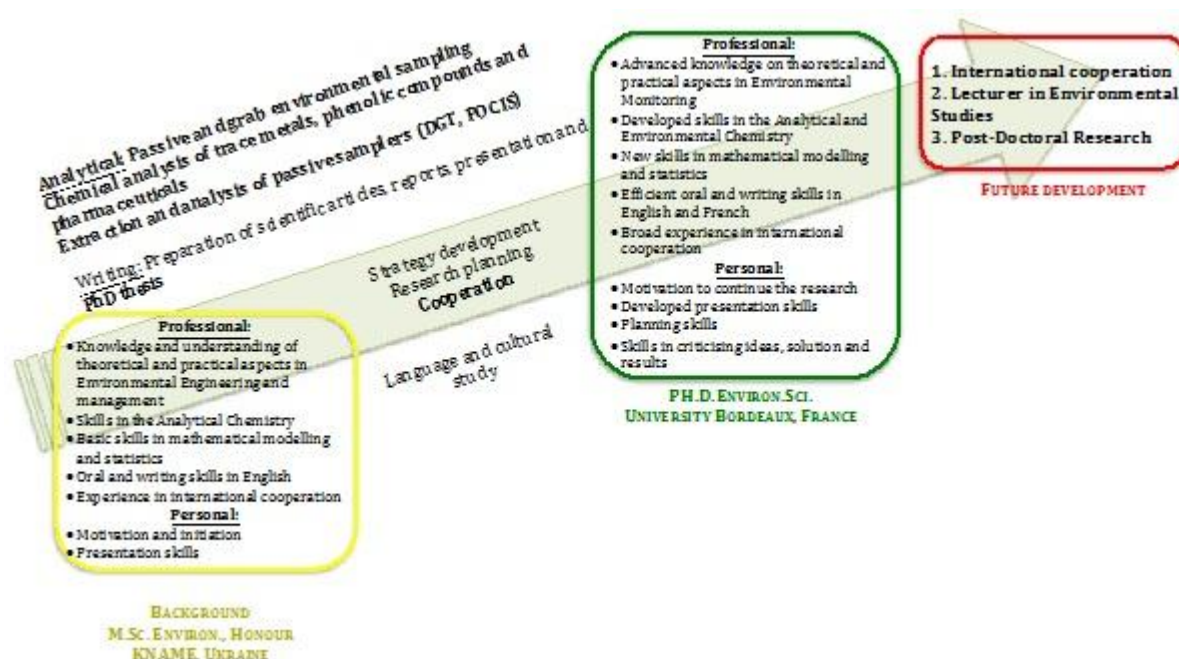 Analytical: Passive and grab environmental sampling
Chemical analysis of trace metals, phenolic compounds and
pharmaceuticals
Extraction and analysis of passive samplers (DGT, POCIS)
Writing: Preparation of scientific articles, reports, presentation and
PhD thesis
Strategy development
Research planning
Cooperation
Language and cultural
study
Professional:
• Knowledge and understanding of
theoretical and practical aspects in
Environmental Engineering and
management
• Skills in the Analytical Chemistry
• Basic skills in mathematical modelling
and statistics
• Oral and writing skills in English
• Experience in international cooperation
Personal:
• Motivation and initiation
• Presentation skills
BACKGROUND
M.SC. ENVIRON., HONOUR
KNAME, UKRAINE
Professional:
• Advanced knowledge on theoretical and
practical aspects in Environmental
Monitoring
• Developed skills in the Analytical and
Environmental Chemistry
• New skills in mathematical modelling
and statistics
• Efficient oral and writing skills in
English and French
• Broad experience in international
cooperation
Personal:
• Motivation to continue the research
• Developed presentation skills
• Planning skills
• Skills in criticising ideas, solution and
results
PH.D. ENVIRON.SCI.
UNIVERSITY BORDEAUX, FRANCE
1. International cooperation
2. Lecturer in Environmental
Studies
3. Post-Doctoral Research
FUTURE DEVELOPMENT